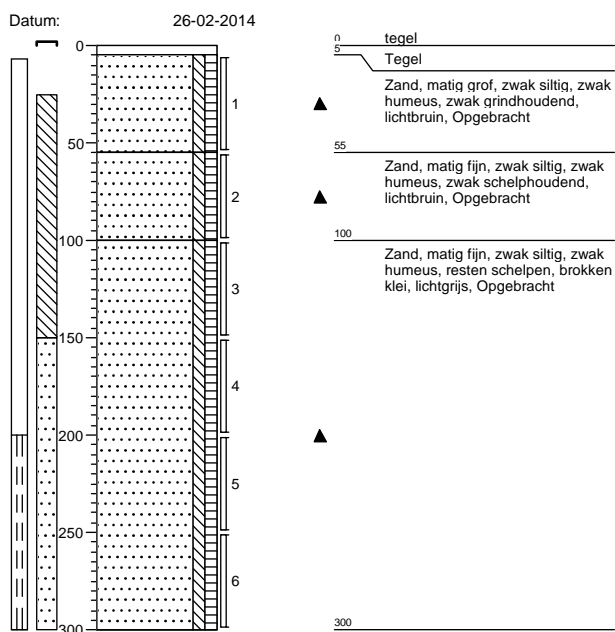 Datum: 26-02-2014
0
50
100
150
200
250
300
1
2
3
4
5
6
0 tegel
5 Tegel
Zand, matig grof, zwak siltig, zwak
humeus, zwak grindhoudend,
lichtbruin, Opgebracht
55
Zand, matig fijn, zwak siltig, zwak
humeus, zwak schelphoudend,
lichtbruin, Opgebracht
100
Zand, matig fijn, zwak siltig, zwak
humeus, resten schelpen, brokken
klei, lichtgrijs, Opgebracht
300